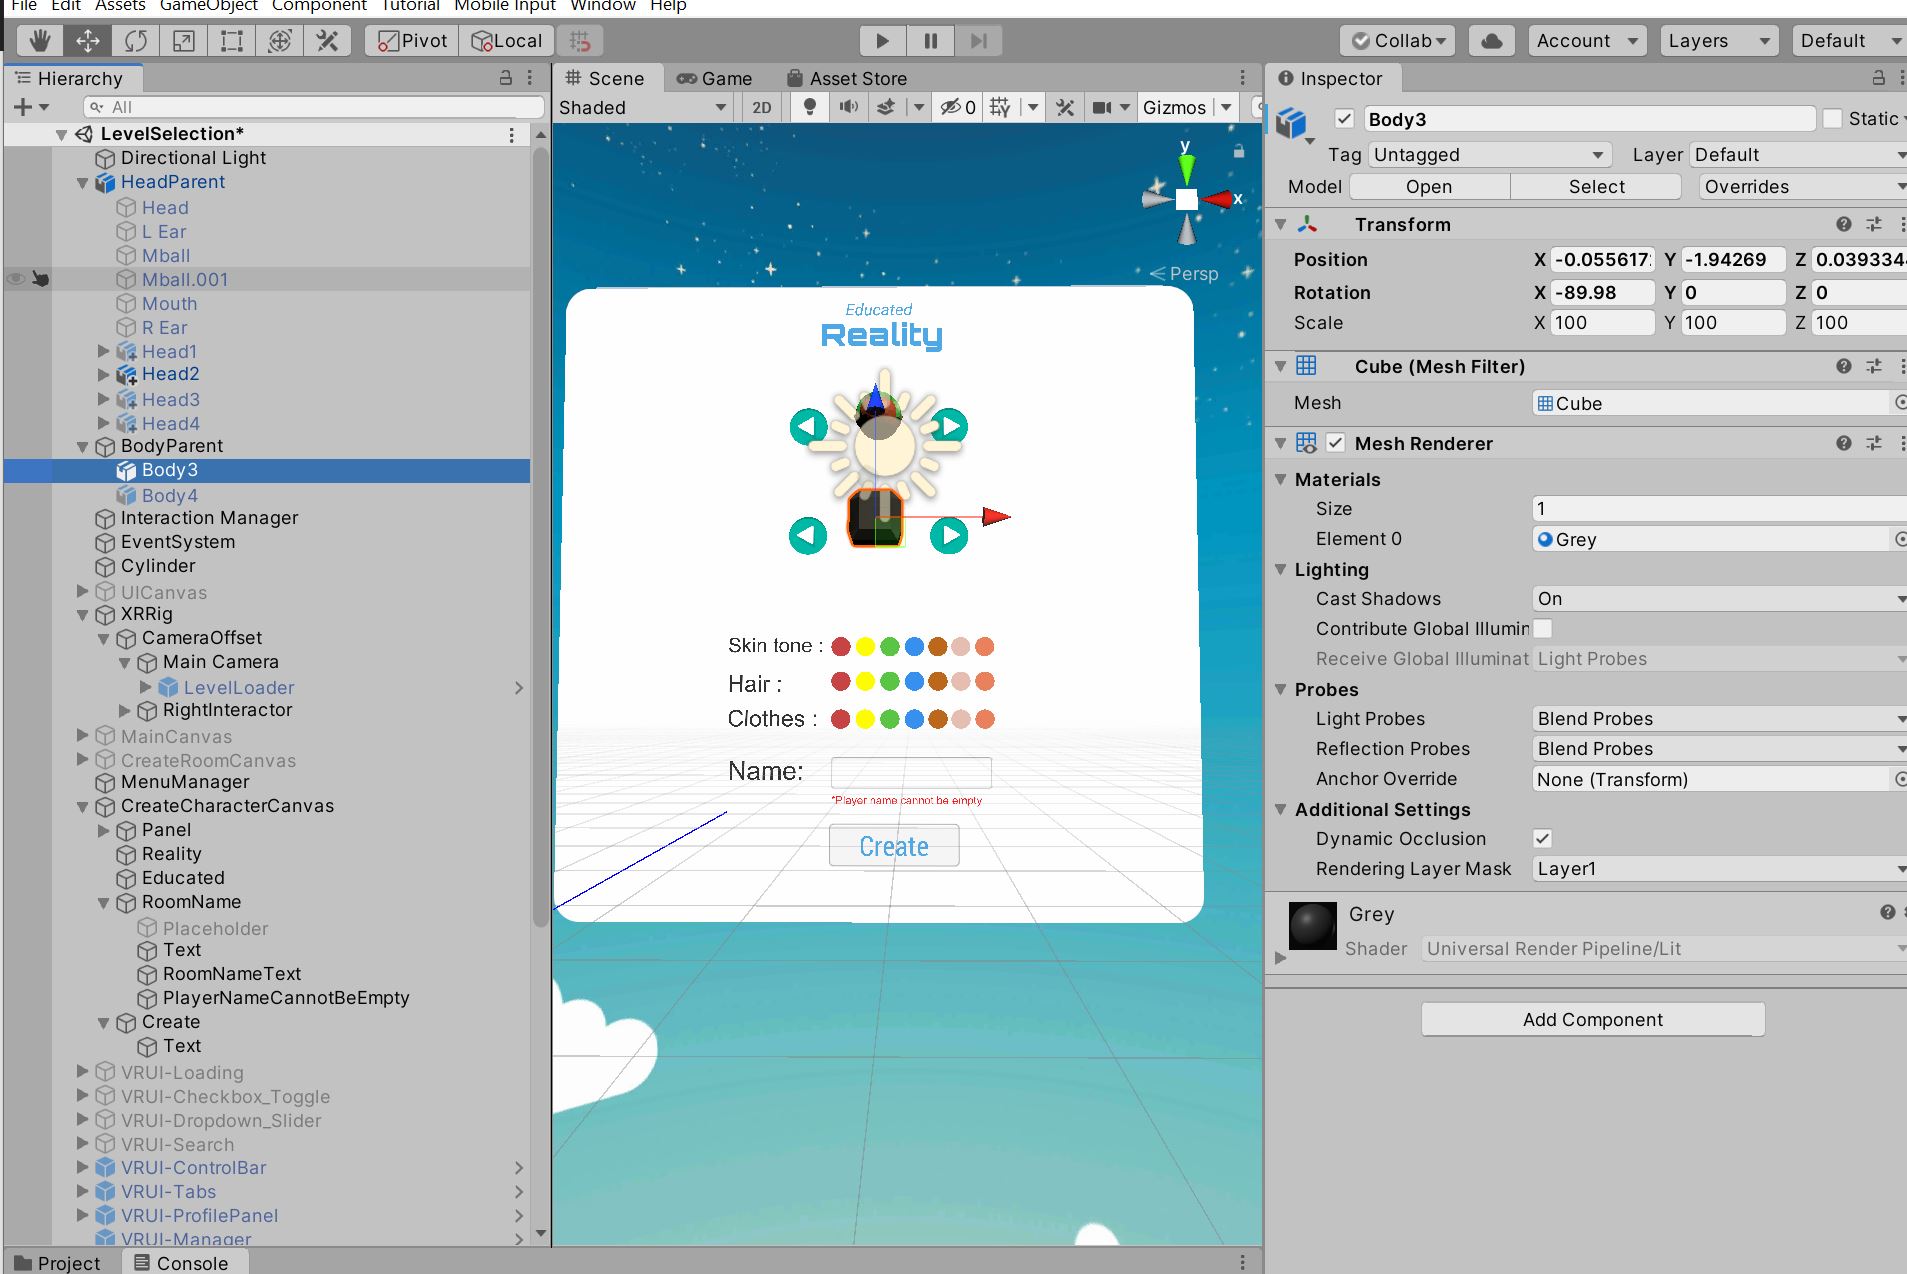 File Edit Assets GameObject Component Tutorial Mobile Input Window Help
Pivot Local Collab Account Layers Default
Hierarchy
All
LevelSelection*
Directional Light
HeadParent
Head
L Ear
Mball
Mball.001
Mouth
R Ear
Head1
Head2
Head3
Head4
BodyParent
Body3
Body4
Interaction Manager
EventSystem
Cylinder
UICanvas
XRRig
CameraOffset
Main Camera
LevelLoader
RightInteractor
MainCanvas
CreateRoomCanvas
MenuManager
CreateCharacterCanvas
Panel
Reality
Educated
RoomName
Placeholder
Text
RoomNameText
PlayerNameCannotBeEmpty
Create
Text
VRUI-Loading
VRUI-Checkbox_Toggle
VRUI-Dropdown_Slider
VRUI-Search
VRUI-ControlBar
VRUI-Tabs
VRUI-ProfilePanel
VRUI-Manager
Project Console
Scene Game Asset Store
Shaded 2D 0 Gizmos
y
x
Persp
Educated
Reality
Skin tone :
Hair :
Clothes :
Name:
*Player name cannot be empty
Create
Inspector
Body3 Static
Tag Untagged Layer Default
Model Open Select Overrides
Transform
Position X -0.055617 Y -1.94269 Z 0.039334
Rotation X -89.98 Y 0 Z 0
Scale X 100 Y 100 Z 100
Cube (Mesh Filter)
Mesh Cube
Mesh Renderer
Materials
Size 1
Element 0 Grey
Lighting
Cast Shadows On
Contribute Global Illumin
Receive Global Illuminat Light Probes
Probes
Light Probes Blend Probes
Reflection Probes Blend Probes
Anchor Override None (Transform)
Additional Settings
Dynamic Occlusion
Rendering Layer Mask Layer1
Grey
Shader Universal Render Pipeline/Lit
Add Component